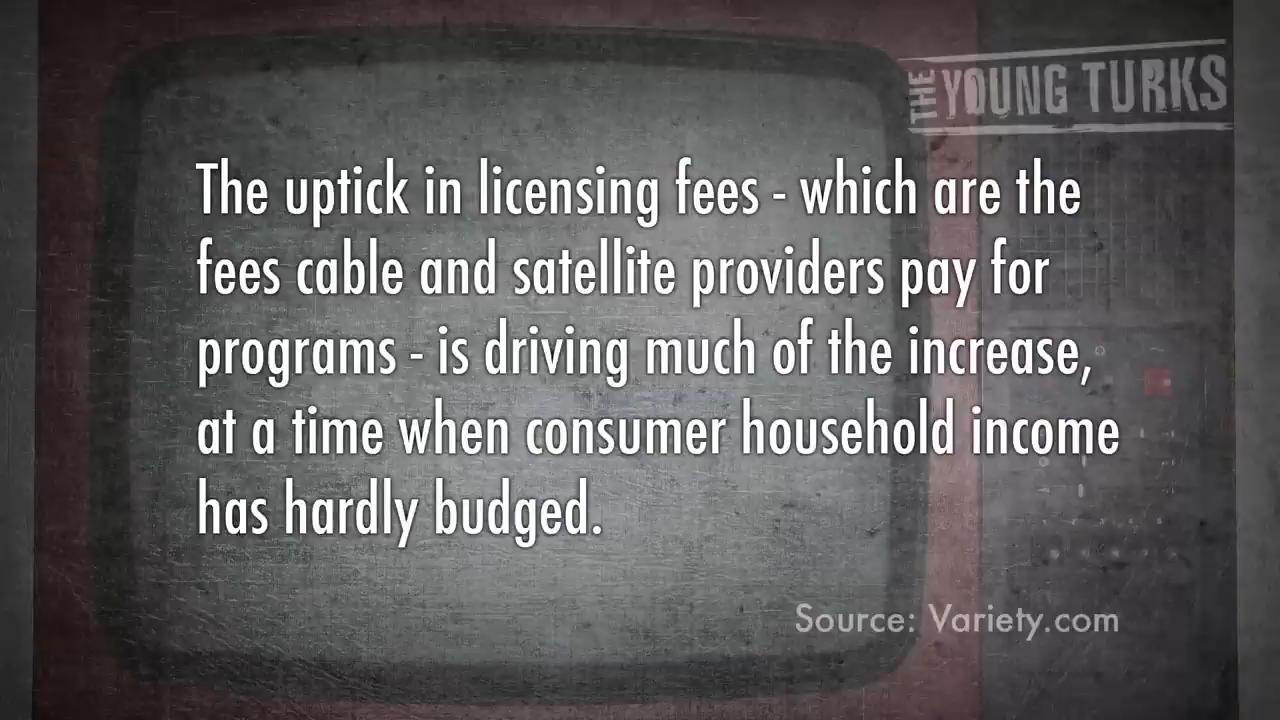 THE YOUNG TURKS
The uptick in licensing fees - which are the
fees cable and satellite providers pay for
programs - is driving much of the increase,
at a time when consumer household income
has hardly budged.
Source: Variety.com